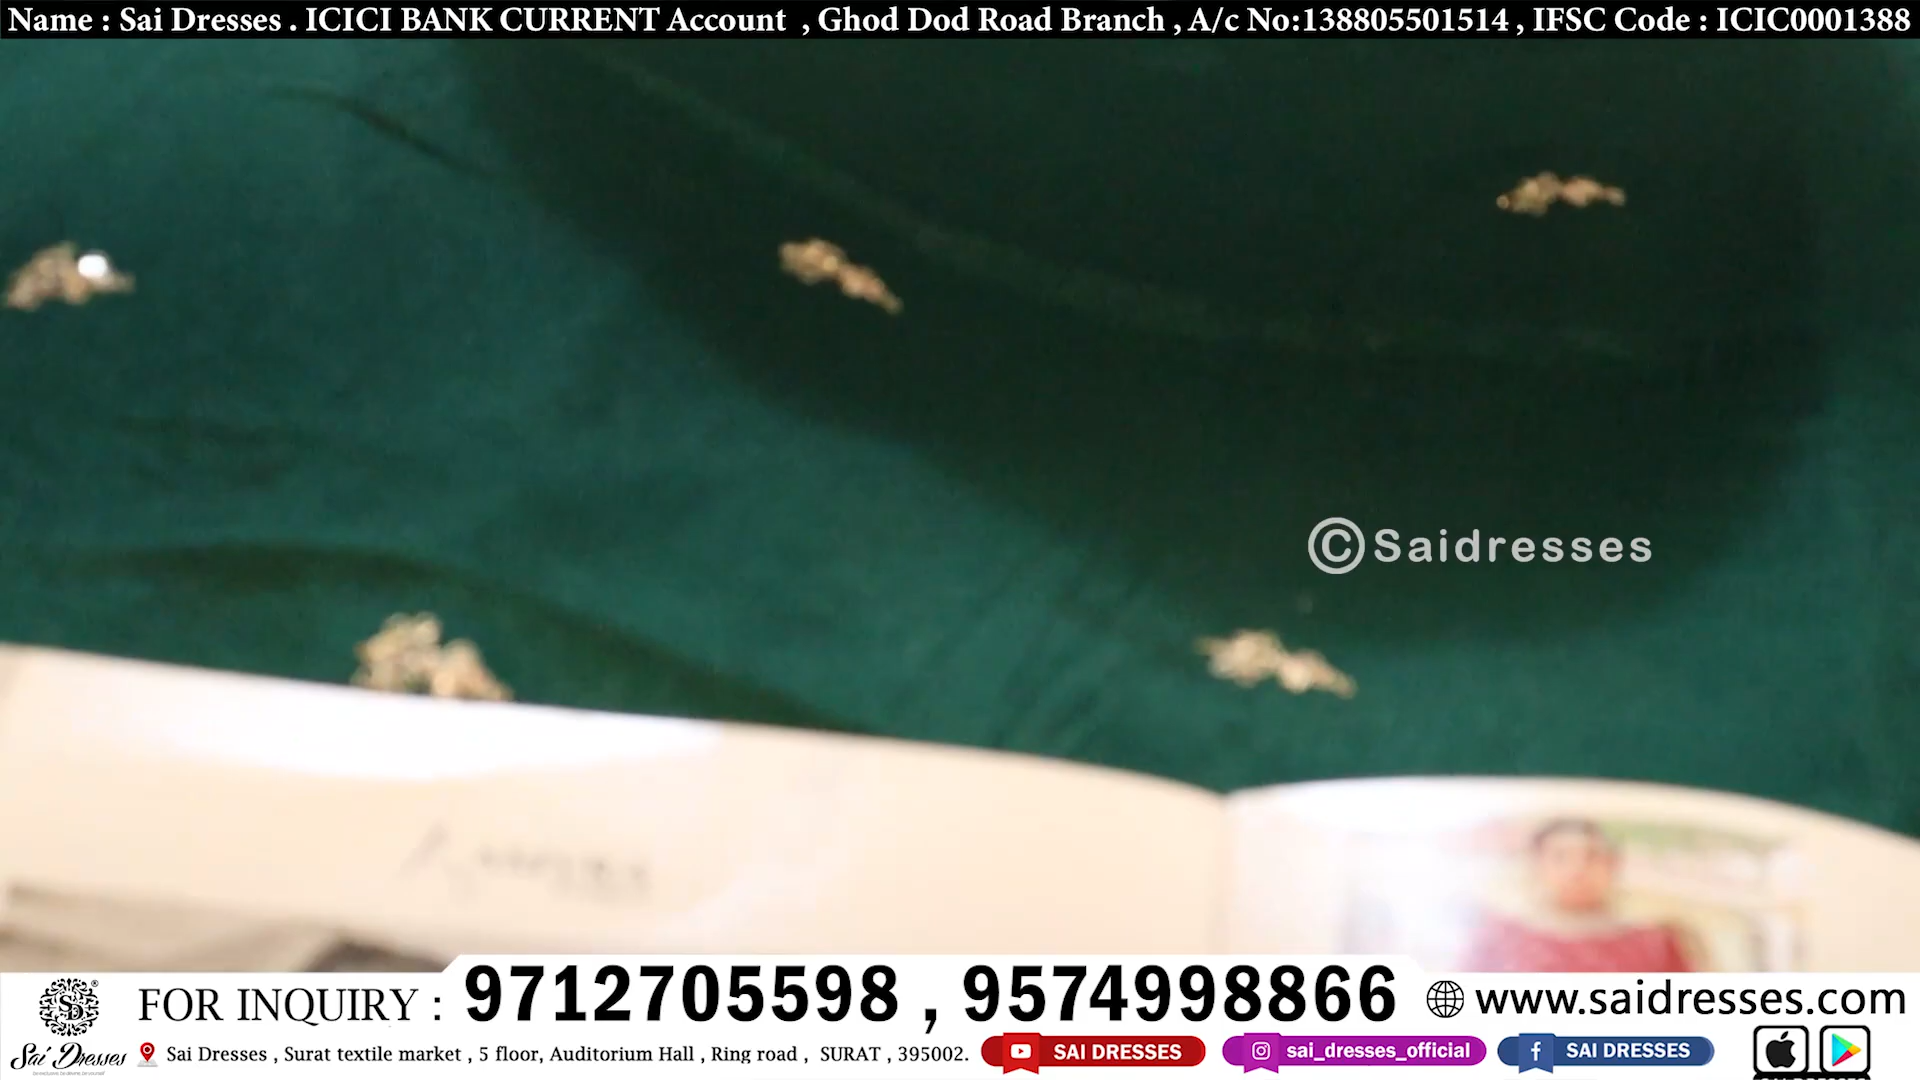 Name : Sai Dresses . ICICI BANK CURRENT Account , Ghod Dod Road Branch , A/c No:138805501514 , IFSC Code : ICIC0001388
©Saidresses
FOR INQUIRY : 9712705598 , 9574998866
www.saidresses.com
SD
Sai Dresses
Sai Dresses , Surat textile market , 5 floor, Auditorium Hall , Ring road , SURAT , 395002.
SAI DRESSES
sai_dresses_official
SAI DRESSES